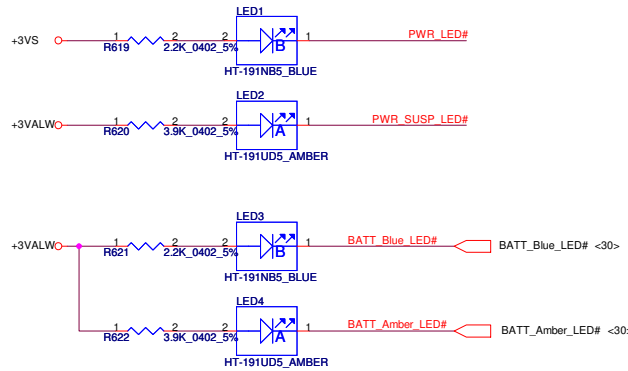 LED1
+3VS 1 2 2 B 1 PWR_LED#
R619 2.2K_0402_5%
HT-191NB5_BLUE
LED2
+3VALW 1 2 2 A 1 PWR_SUSP_LED#
R620 3.9K_0402_5%
HT-191UD5_AMBER
LED3
+3VALW 1 2 2 B 1 BATT_Blue_LED# BATT_Blue_LED# <30>
R621 2.2K_0402_5%
HT-191NB5_BLUE
LED4
1 2 2 A 1 BATT_Amber_LED# BATT_Amber_LED# <30>
R622 3.9K_0402_5%
HT-191UD5_AMBER